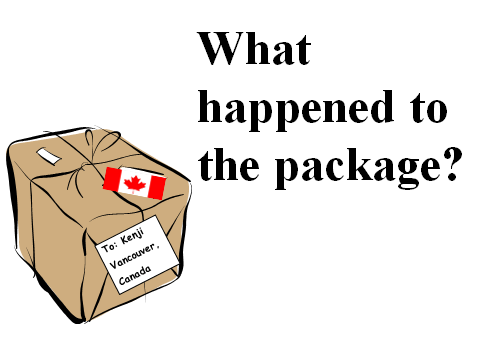 What
happened to
the package?
To: Kenji
Vancouver,
Canada